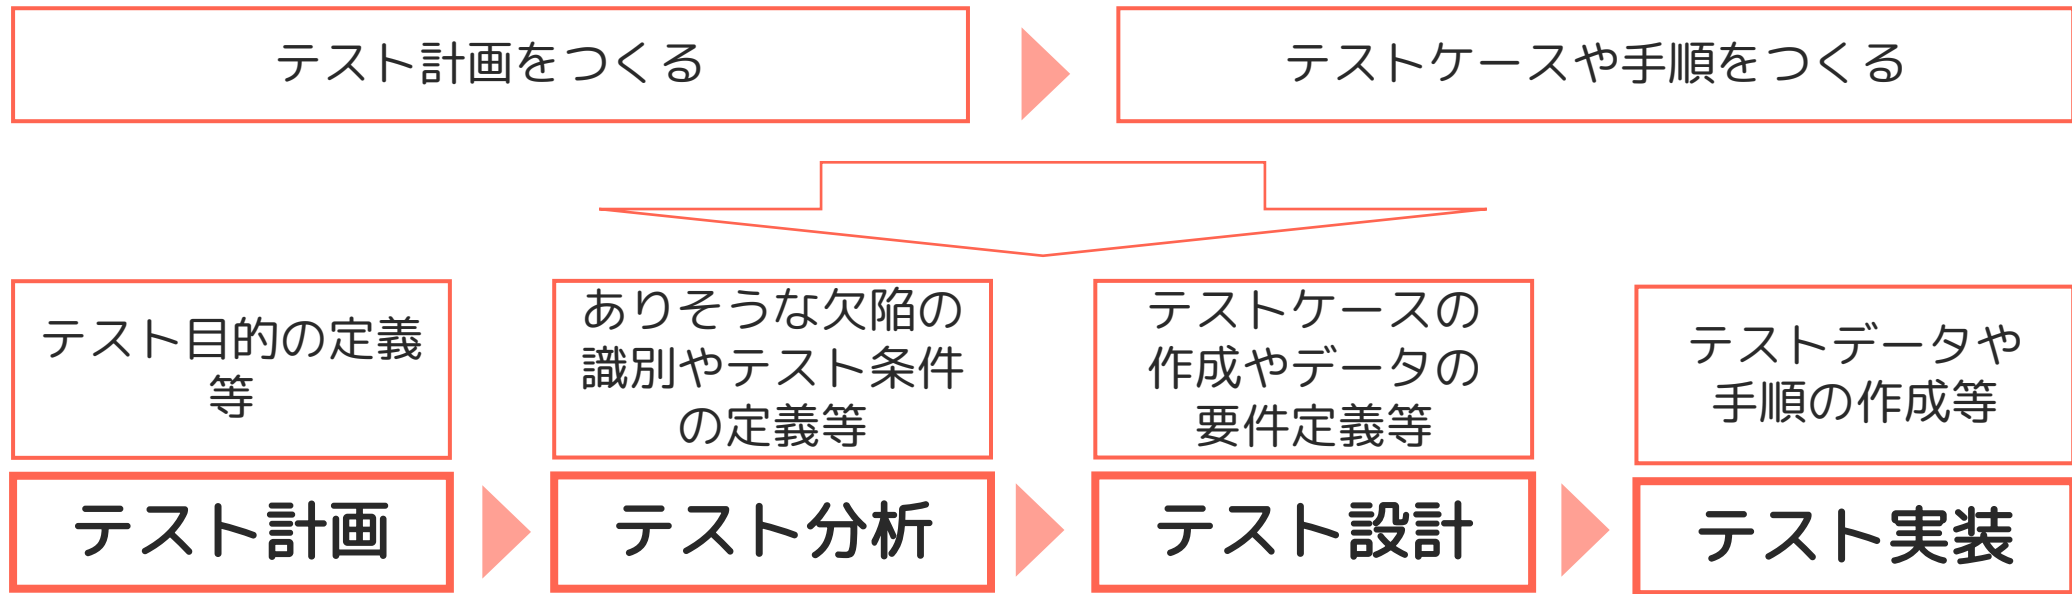 テスト計画をつくる
テストケースや手順をつくる
テスト目的の定義
等
ありそうな欠陥の
識別やテスト条件
の定義等
テストケースの
作成やデータの
要件定義等
テストデータや
手順の作成等
テスト計画
テスト分析
テスト設計
テスト実装